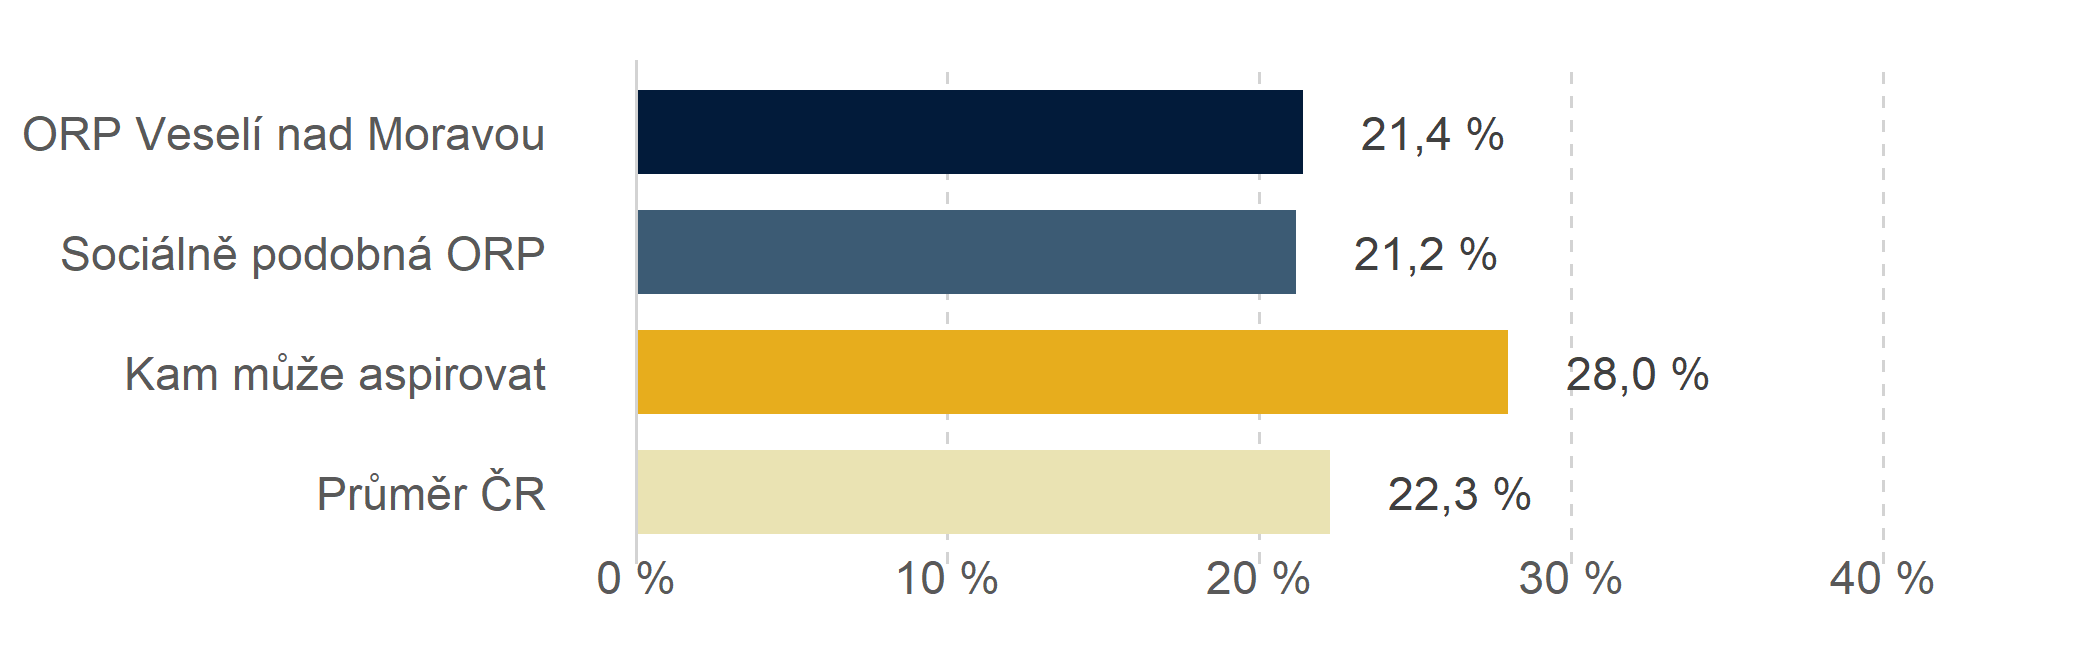 ORP Veselí nad Moravou 21,4 %
Sociálně podobná ORP 21,2 %
Kam může aspirovat 28,0 %
Průměr ČR 22,3 %
0 % 10 % 20 % 30 % 40 %